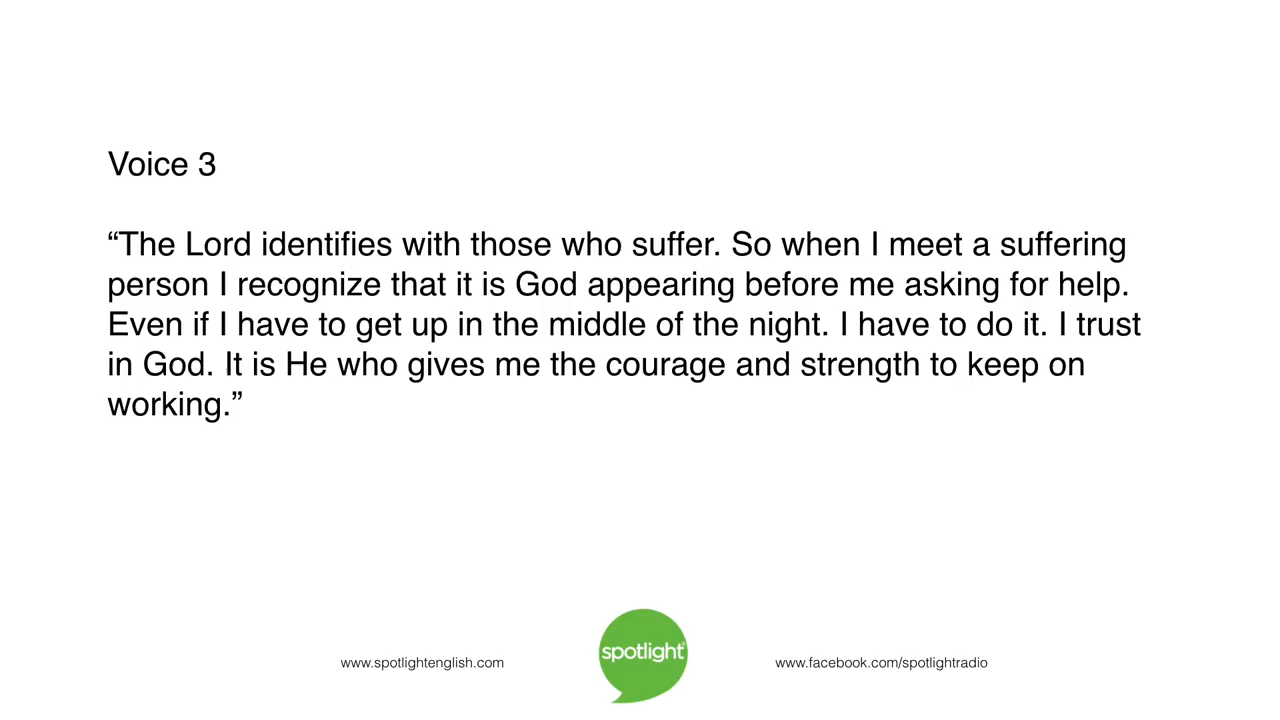 Voice 3
“The Lord identifies with those who suffer. So when I meet a suffering
person I recognize that it is God appearing before me asking for help.
Even if I have to get up in the middle of the night. I have to do it. I trust
in God. It is He who gives me the courage and strength to keep on
working.”
www.spotlightenglish.com
spotlight®
www.facebook.com/spotlightradio